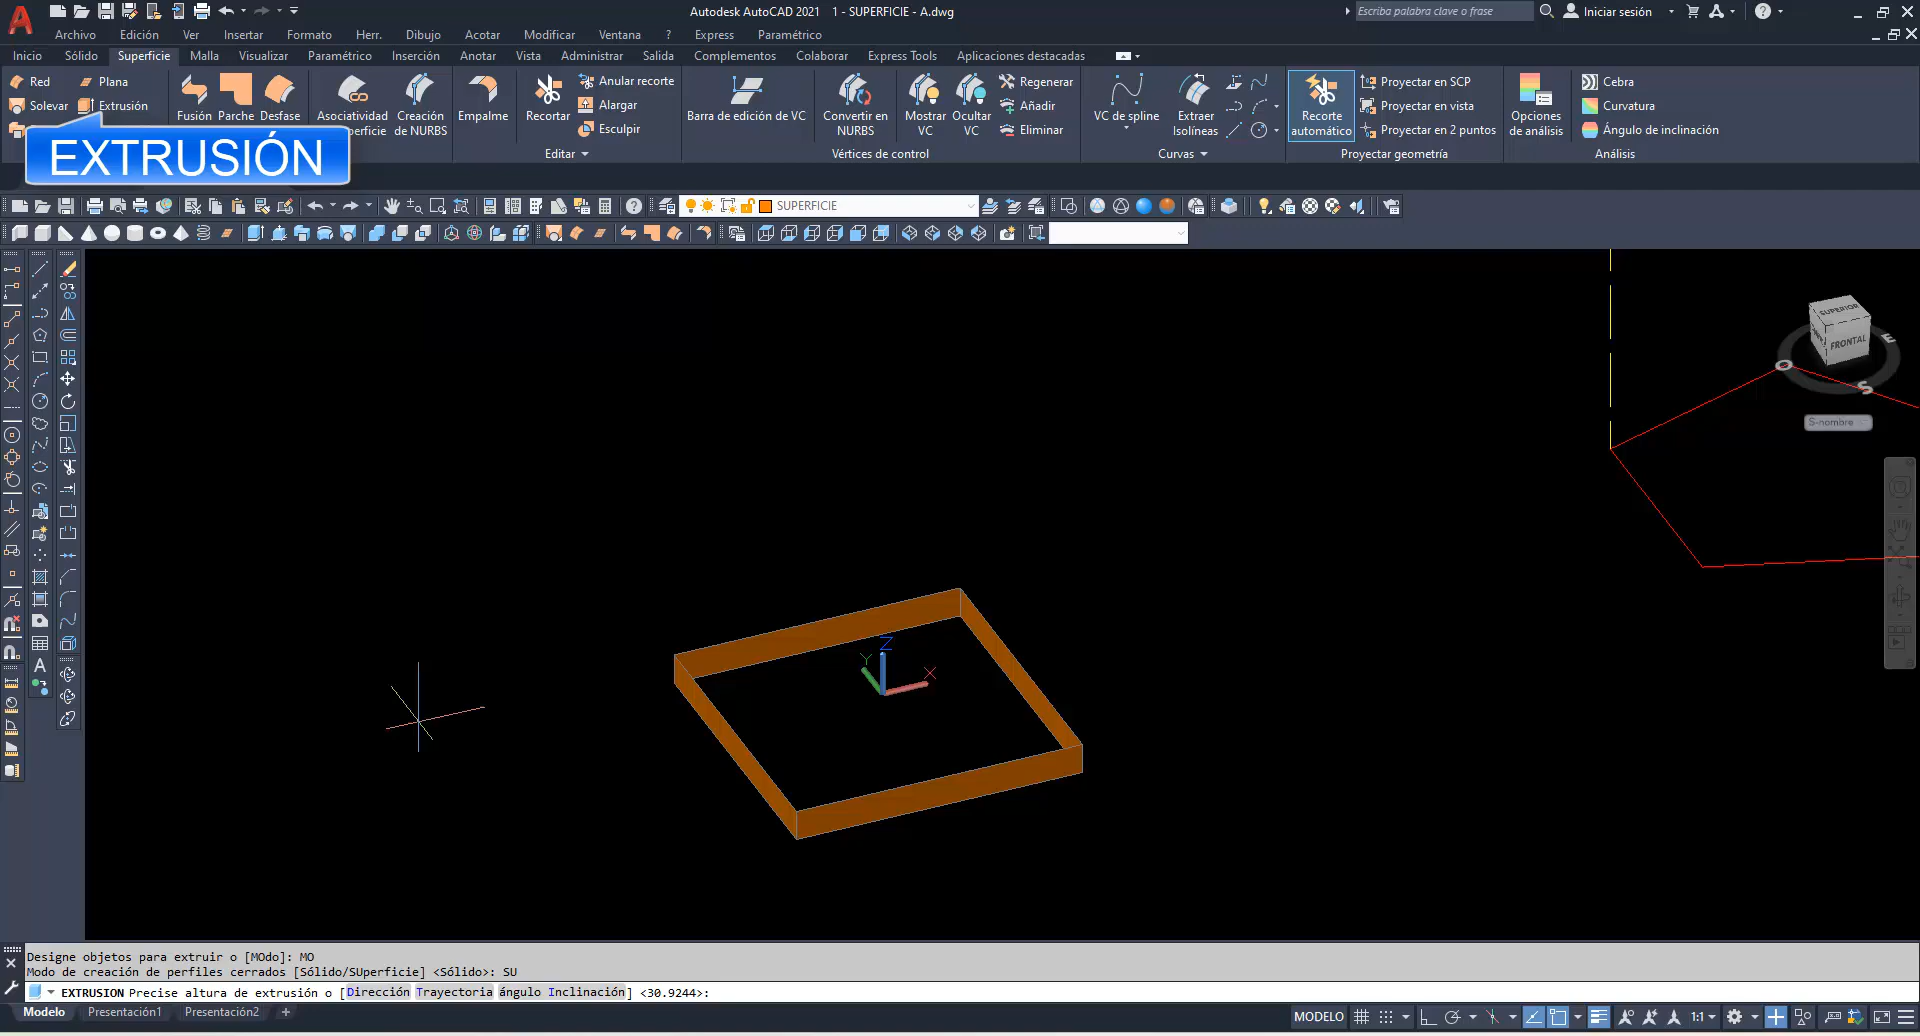 Autodesk AutoCAD 2021 1 - SUPERFICIE - A.dwg
Escriba palabra clave o frase
Iniciar sesión
Archivo Edición Ver Insertar Formato Herr. Dibujo Acotar Modificar Ventana ? Express Paramétrico
Inicio Sólido Superficie Malla Visualizar Paramétrico Inserción Anotar Vista Administrar Salida Complementos Colaborar Express Tools Aplicaciones destacadas
Red Plana
Solevar Extrusión
Fusión Parche Desfase
Asociatividad
uperficie
Creación
de NURBS
Empalme
Recortar
Anular recorte
Alargar
Esculpir
Editar
Barra de edición de VC
Convertir en
NURBS
Mostrar
VC
Ocultar
VC
Regenerar
Añadir
Eliminar
Vértices de control
VC de spline
Extraer
Isolíneas
Curvas
Recorte
automático
Proyectar en SCP
Proyectar en vista
Proyectar en 2 puntos
Proyectar geometría
Opciones
de análisis
Cebra
Curvatura
Ángulo de inclinación
Análisis
EXTRUSIÓN
SUPERFICIE
SUPERIOR
FRONTAL
E
O
S
S-nombre
Z
Y
X
Designe objetos para extruir o [MOdo]: MO
Modo de creación de perfiles cerrados [Sólido/SUperficie] <Sólido>: SU
EXTRUSION Precise altura de extrusión o [Dirección Trayectoria ángulo Inclinación] <30.9244>:
Modelo Presentación1 Presentación2 +
MODELO
1:1